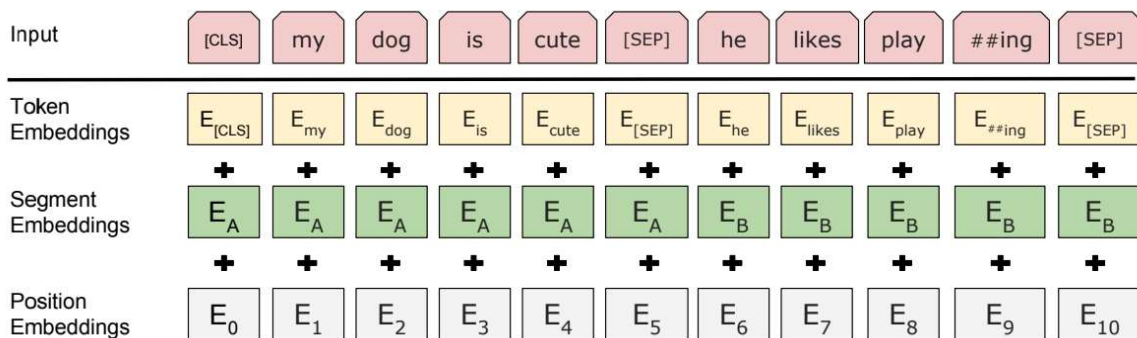 Input [CLS] my dog is cute [SEP] he likes play ##ing [SEP]
Token Embeddings E[CLS] Emy Edog Eis Ecute E[SEP] Ehe Elikes Eplay E##ing E[SEP]
+ + + + + + + + + + +
Segment Embeddings EA EA EA EA EA EA EB EB EB EB EB
+ + + + + + + + + + +
Position Embeddings E0 E1 E2 E3 E4 E5 E6 E7 E8 E9 E10